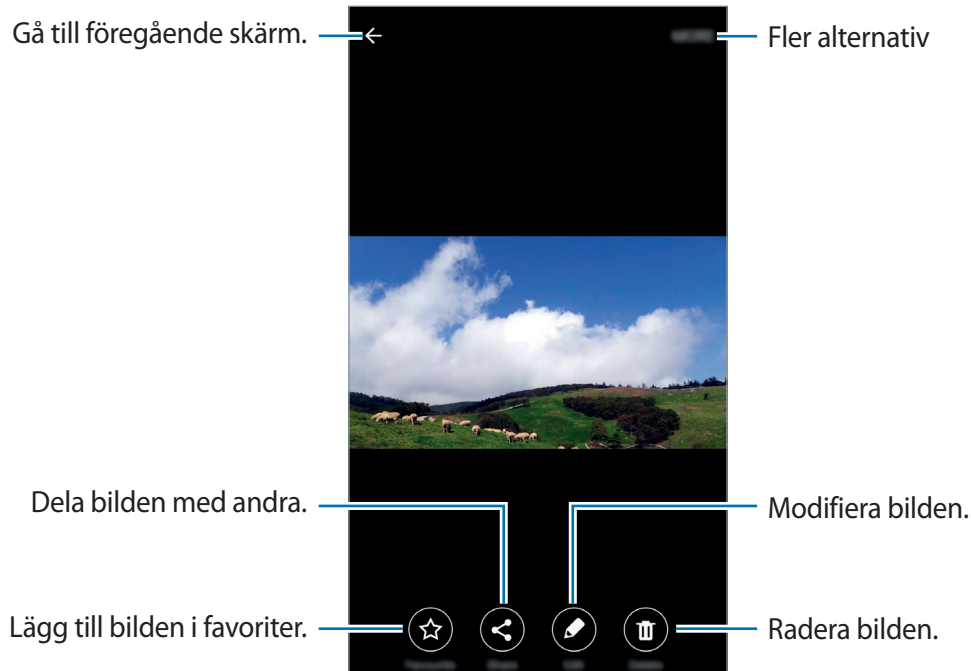 Gå till föregående skärm.
Fler alternativ
Dela bilden med andra.
Modifiera bilden.
Lägg till bilden i favoriter.
Radera bilden.